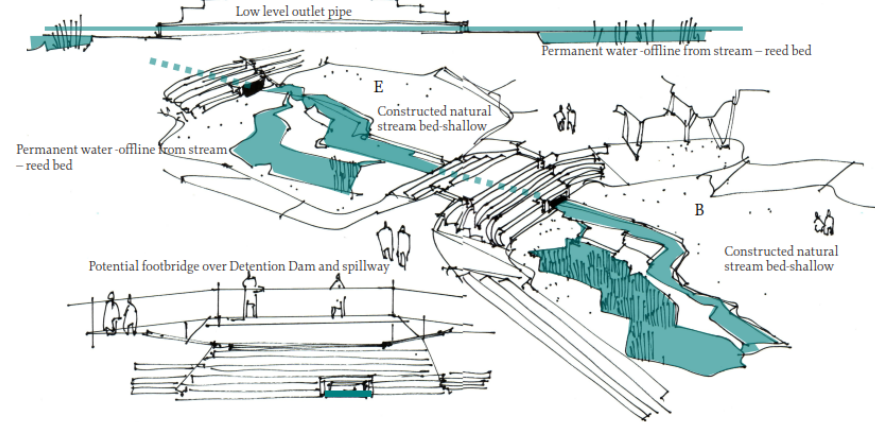 Low level outlet pipe
Permanent water -offline from stream – reed bed
E
Constructed natural
stream bed-shallow
Permanent water -offline from stream
– reed bed
B
Constructed natural
stream bed-shallow
Potential footbridge over Detention Dam and spillway